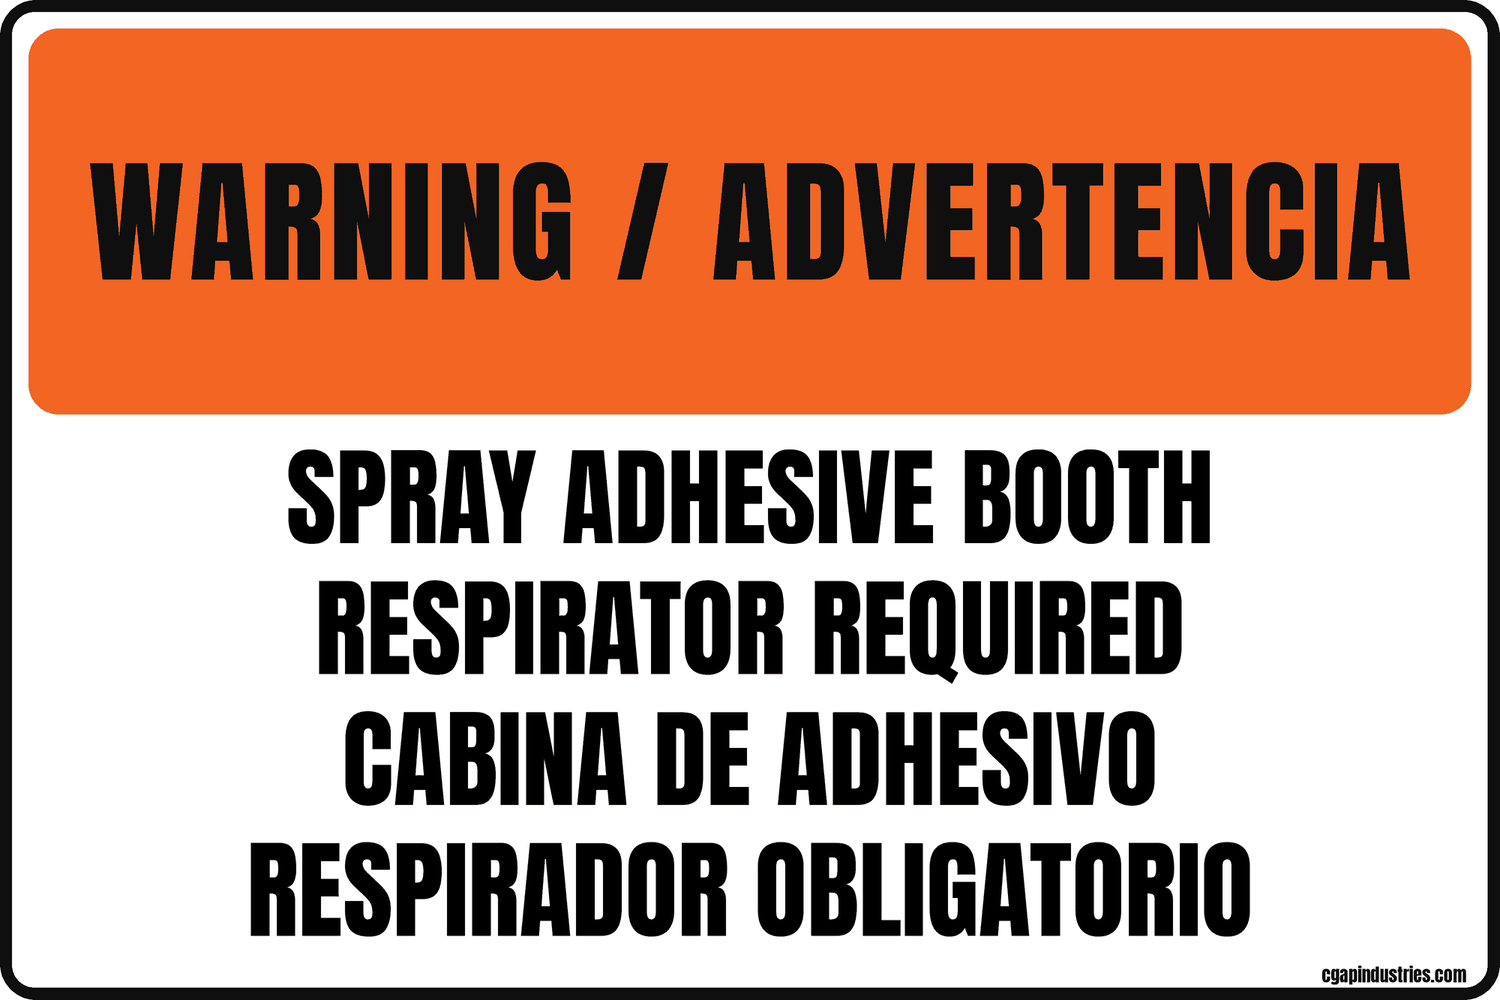 WARNING / ADVERTENCIA
SPRAY ADHESIVE BOOTH
RESPIRATOR REQUIRED
CABINA DE ADHESIVO
RESPIRADOR OBLIGATORIO
cgapindustries.com